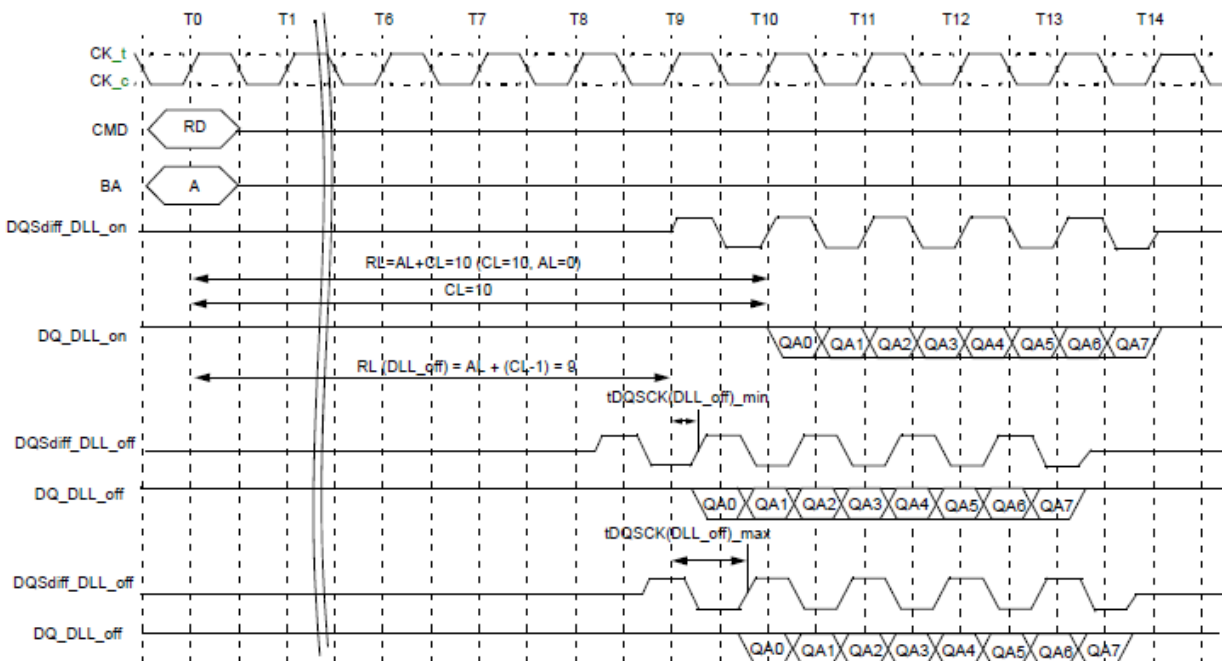 T0 T1 T6 T7 T8 T9 T10 T11 T12 T13 T14
CK_t
CK_c
CMD RD
BA A
DQSdiff_DLL_on
RL=AL+CL=10 (CL=10, AL=0)
CL=10
DQ_DLL_on QA0 QA1 QA2 QA3 QA4 QA5 QA6 QA7
RL (DLL_off) = AL + (CL-1) = 9
tDQSCK(DLL_off)_min
DQSdiff_DLL_off
DQ_DLL_off QA0 QA1 QA2 QA3 QA4 QA5 QA6 QA7
tDQSCK(DLL_off)_max
DQSdiff_DLL_off
DQ_DLL_off QA0 QA1 QA2 QA3 QA4 QA5 QA6 QA7